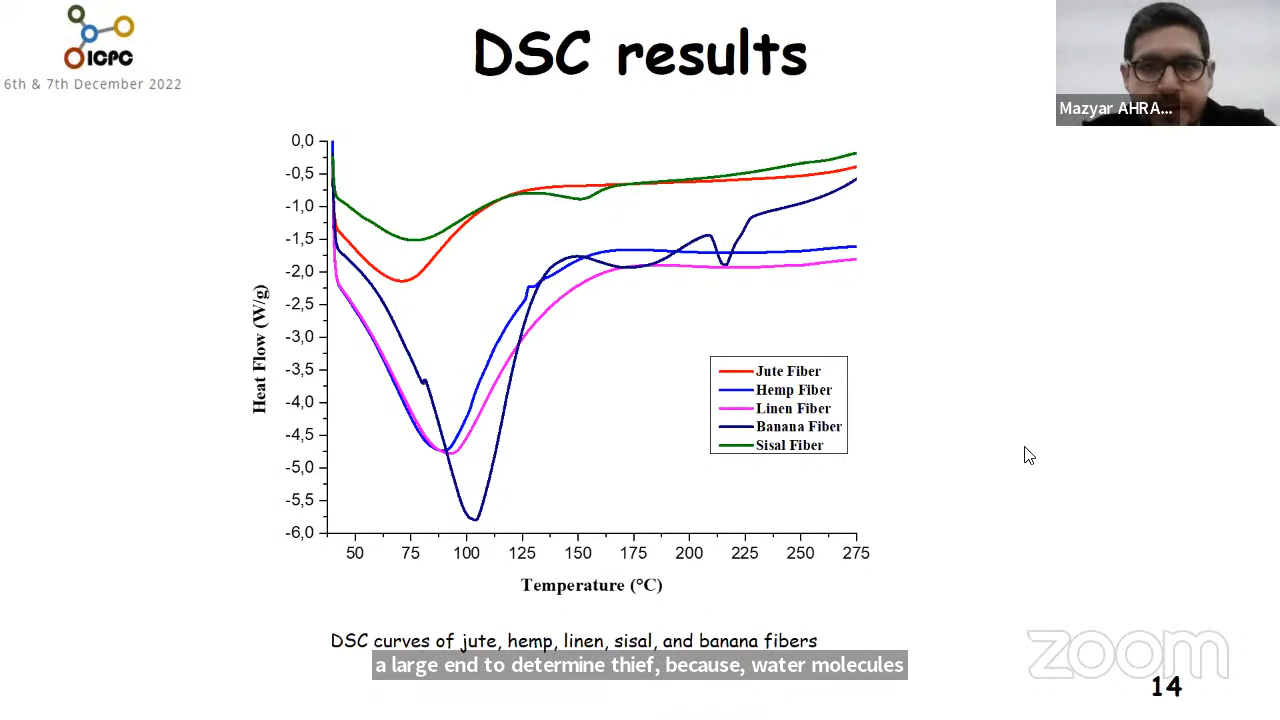 DSC results
ICPC
6th & 7th December 2022
Mazyar AHRA...
0,0
-0,5
-1,0
-1,5
-2,0
-2,5
-3,0
-3,5
-4,0
-4,5
-5,0
-5,5
-6,0
Heat Flow (W/g)
50 75 100 125 150 175 200 225 250 275
Temperature (°C)
Jute Fiber
Hemp Fiber
Linen Fiber
Banana Fiber
Sisal Fiber
DSC curves of jute, hemp, linen, sisal, and banana fibers
a large end to determine thief, because, water molecules
zoom
14